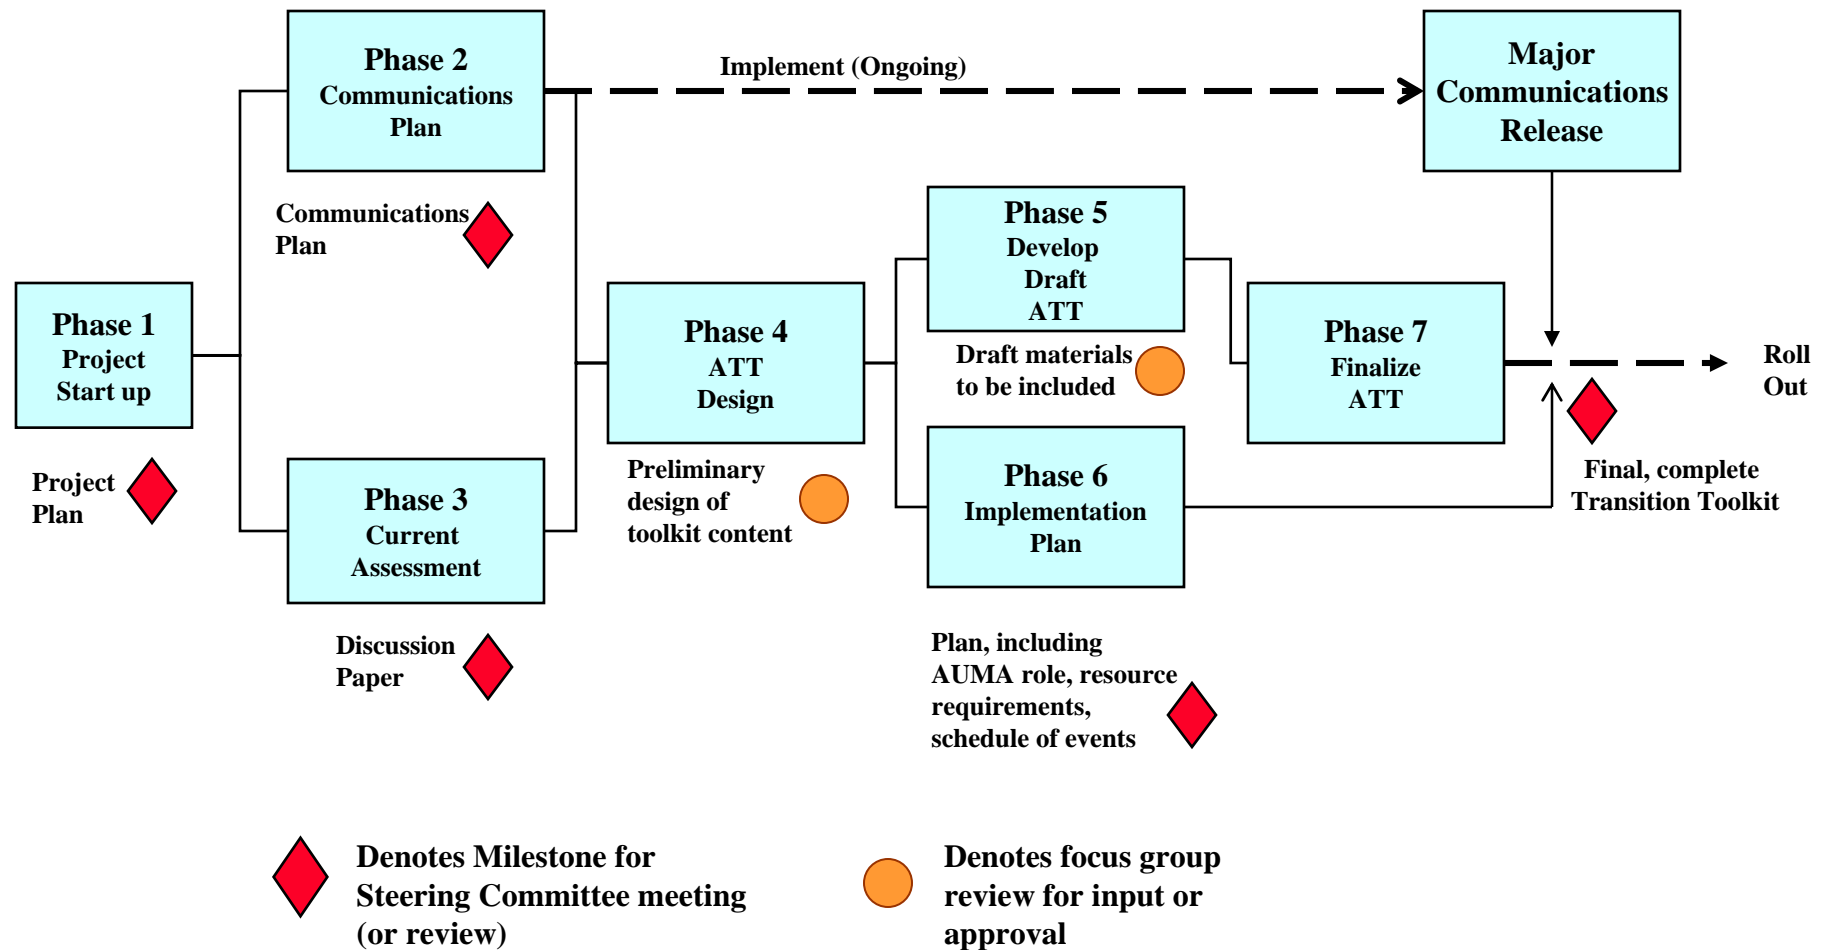 Phase 2
Communications
Plan
Implement (Ongoing)
Major
Communications
Release
Communications
Plan
Phase 1
Project
Start up
Project
Plan
Phase 3
Current
Assessment
Discussion
Paper
Phase 4
ATT
Design
Preliminary
design of
toolkit content
Phase 5
Develop
Draft
ATT
Draft materials
to be included
Phase 6
Implementation
Plan
Plan, including
AUMA role, resource
requirements,
schedule of events
Phase 7
Finalize
ATT
Roll
Out
Final, complete
Transition Toolkit
Denotes Milestone for
Steering Committee meeting
(or review)
Denotes focus group
review for input or
approval